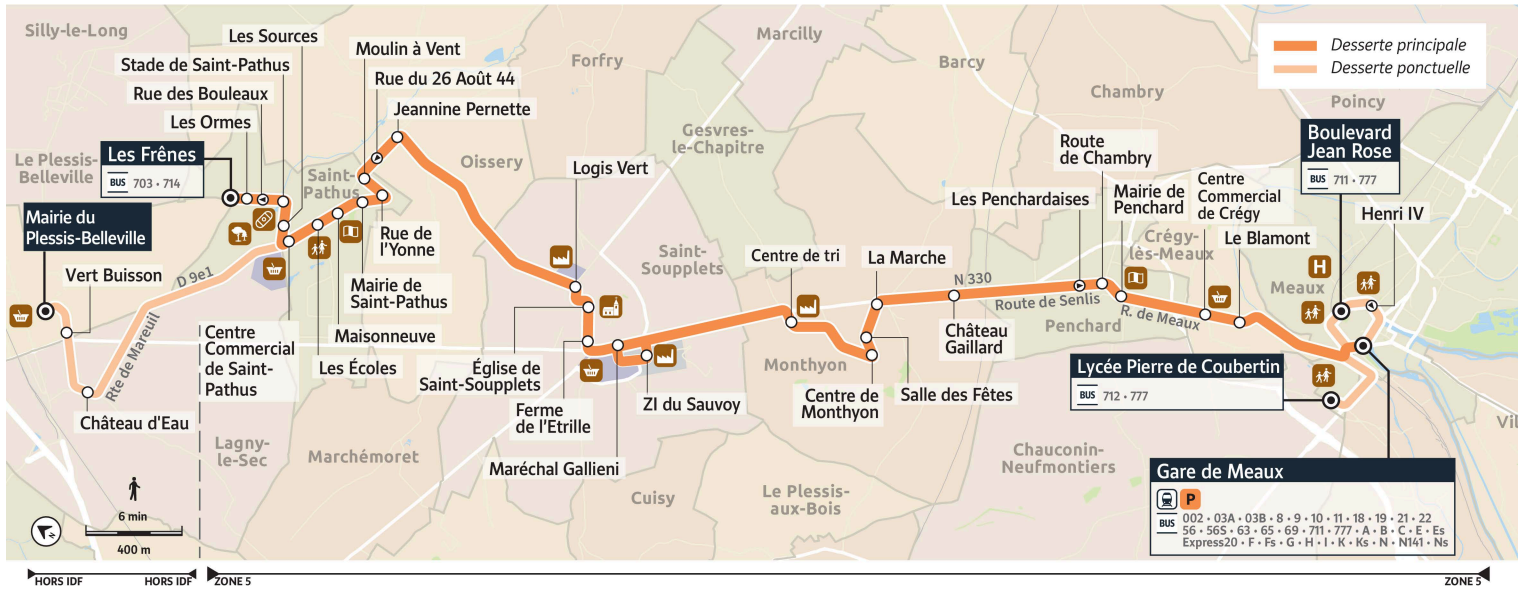 Silly-le-Long
Les Sources
Stade de Saint-Pathus
Rue des Bouleaux
Les Ormes
Les Frênes
BUS 703 • 714
Le Plessis-
Belleville
Mairie du
Plessis-Belleville
Vert Buisson
Château d'Eau
D 9e1
Rte de Mareuil
Saint-
Pathus
Moulin à Vent
Rue du 26 Août 44
Jeannine Pernette
Rue de
l'Yonne
Mairie de
Saint-Pathus
Maisonneuve
Les Écoles
Centre
Commercial
de Saint-
Pathus
Lagny-
le-Sec
Marchémoret
Forfry
Oissery
Logis Vert
Église de
Saint-Soupplets
Ferme
de l'Etrille
Maréchal Gallieni
ZI du Sauvoy
Saint-
Soupplets
Cuisy
Gesvres-
le-Chapitre
Marcilly
Barcy
Centre de tri
La Marche
Monthyon
Centre de
Monthyon
Salle des Fêtes
Le Plessis-
aux-Bois
N 330
Route de Senlis
Château
Gaillard
Les Penchardaises
Route
de Chambry
Chambry
Mairie de
Penchard
Penchard
R. de Meaux
Centre
Commercial
de Crégy
Crégy-
lès-Meaux
Le Blamont
Desserte principale
Desserte ponctuelle
Poincy
Boulevard
Jean Rose
BUS 711 • 777
Henri IV
H
Meaux
Lycée Pierre de Coubertin
BUS 712 • 777
Chauconin-
Neufmontiers
Vil
Gare de Meaux
P
BUS 002 • 03A • 03B • 8 • 9 • 10 • 11 • 18 • 19 • 21 • 22
56 • 56S • 63 • 65 • 69 • 711 • 777 • A • B • C • E • Es
Express20 • F • Fs • G • H • I • K • Ks • N • N141 • Ns
6 min
400 m
N
HORS IDF
HORS IDF
ZONE 5
ZONE 5